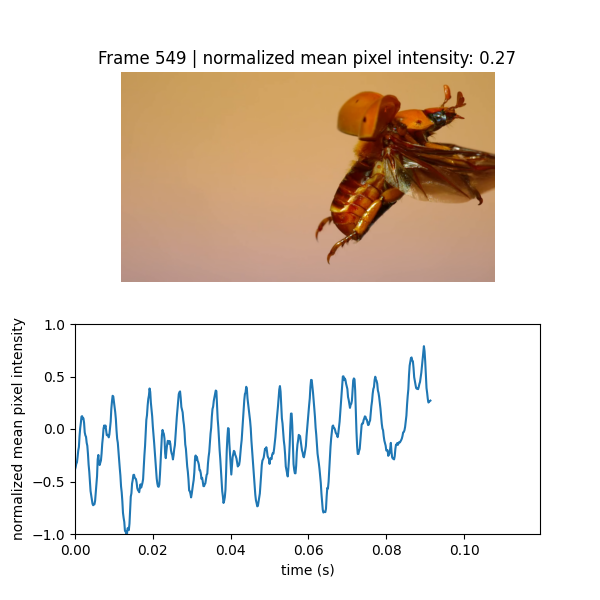 Frame 549 | normalized mean pixel intensity: 0.27
normalized mean pixel intensity
1.0
0.5
0.0
−0.5
−1.0
0.00 0.02 0.04 0.06 0.08 0.10
time (s)